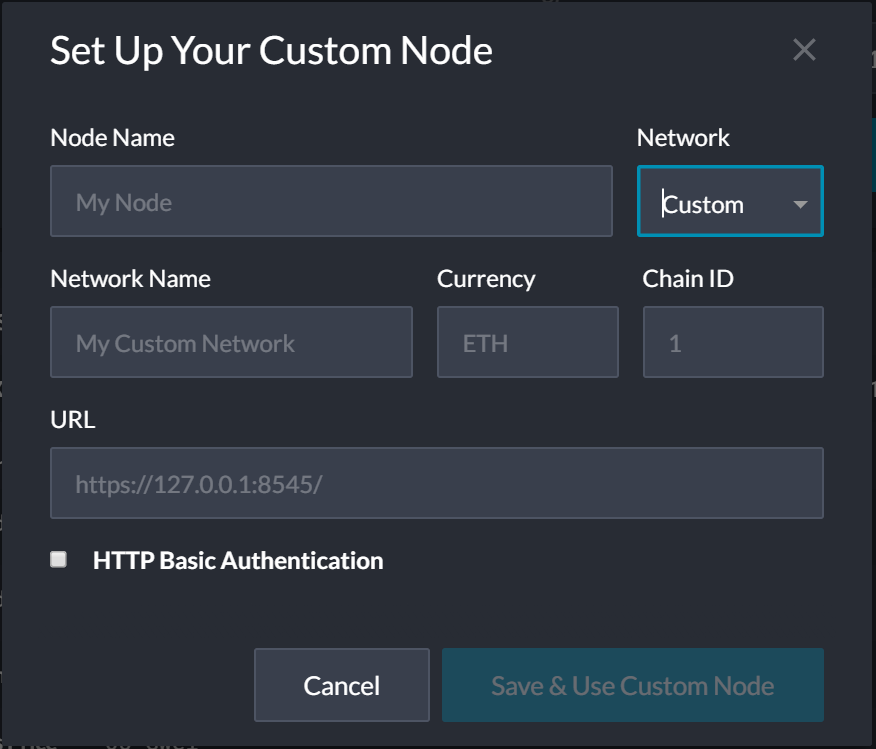 Set Up Your Custom Node
Node Name
Network
My Node
Custom
Network Name
Currency
Chain ID
My Custom Network
ETH
1
URL
https://127.0.0.1:8545/
HTTP Basic Authentication
Cancel
Save & Use Custom Node